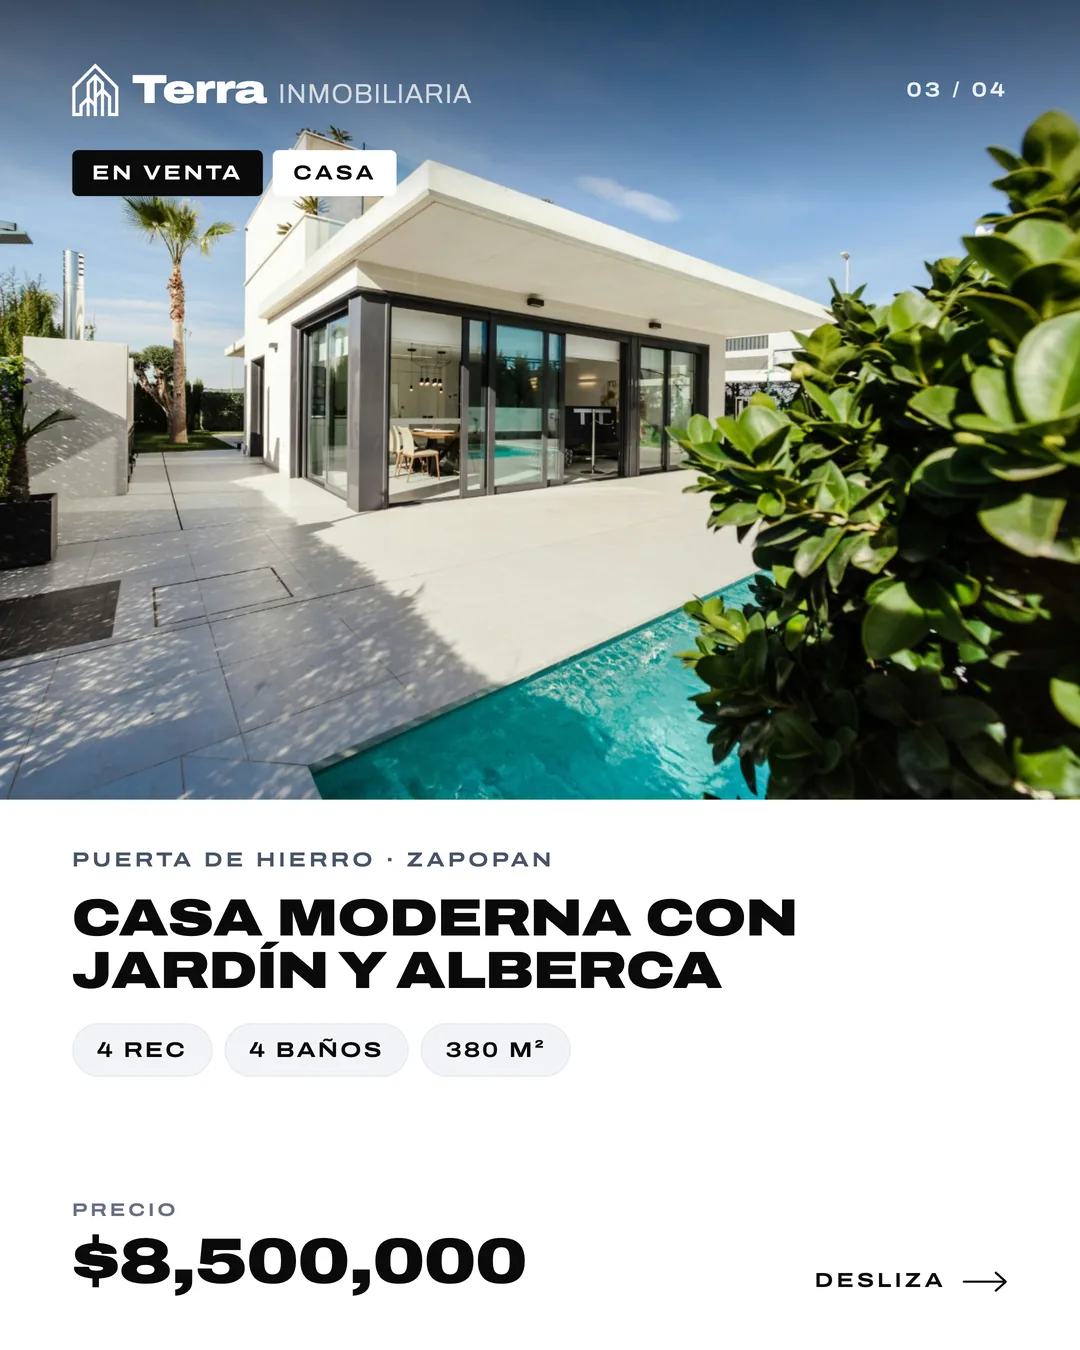 Terra INMOBILIARIA
03 / 04
EN VENTA
CASA
PUERTA DE HIERRO · ZAPOPAN
CASA MODERNA CON
JARDÍN Y ALBERCA
4 REC
4 BAÑOS
380 M²
PRECIO
$8,500,000
DESLIZA